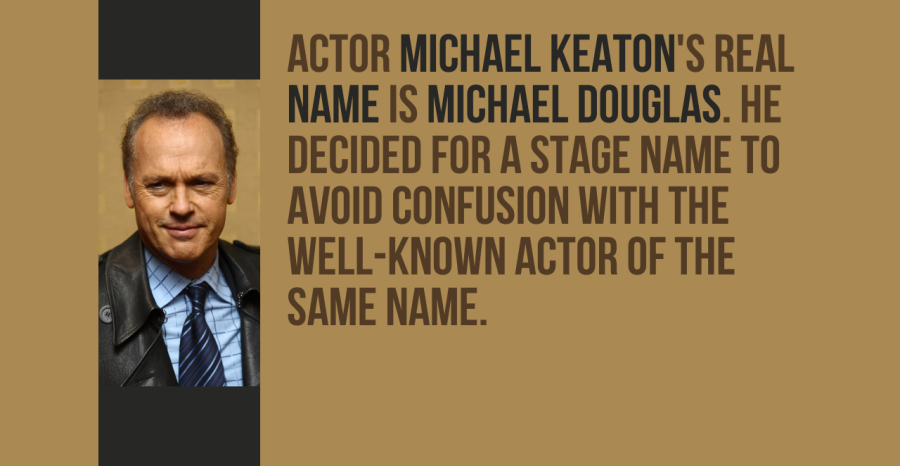 ACTOR MICHAEL KEATON'S REAL
NAME IS MICHAEL DOUGLAS. HE
DECIDED FOR A STAGE NAME TO
AVOID CONFUSION WITH THE
WELL-KNOWN ACTOR OF THE
SAME NAME.